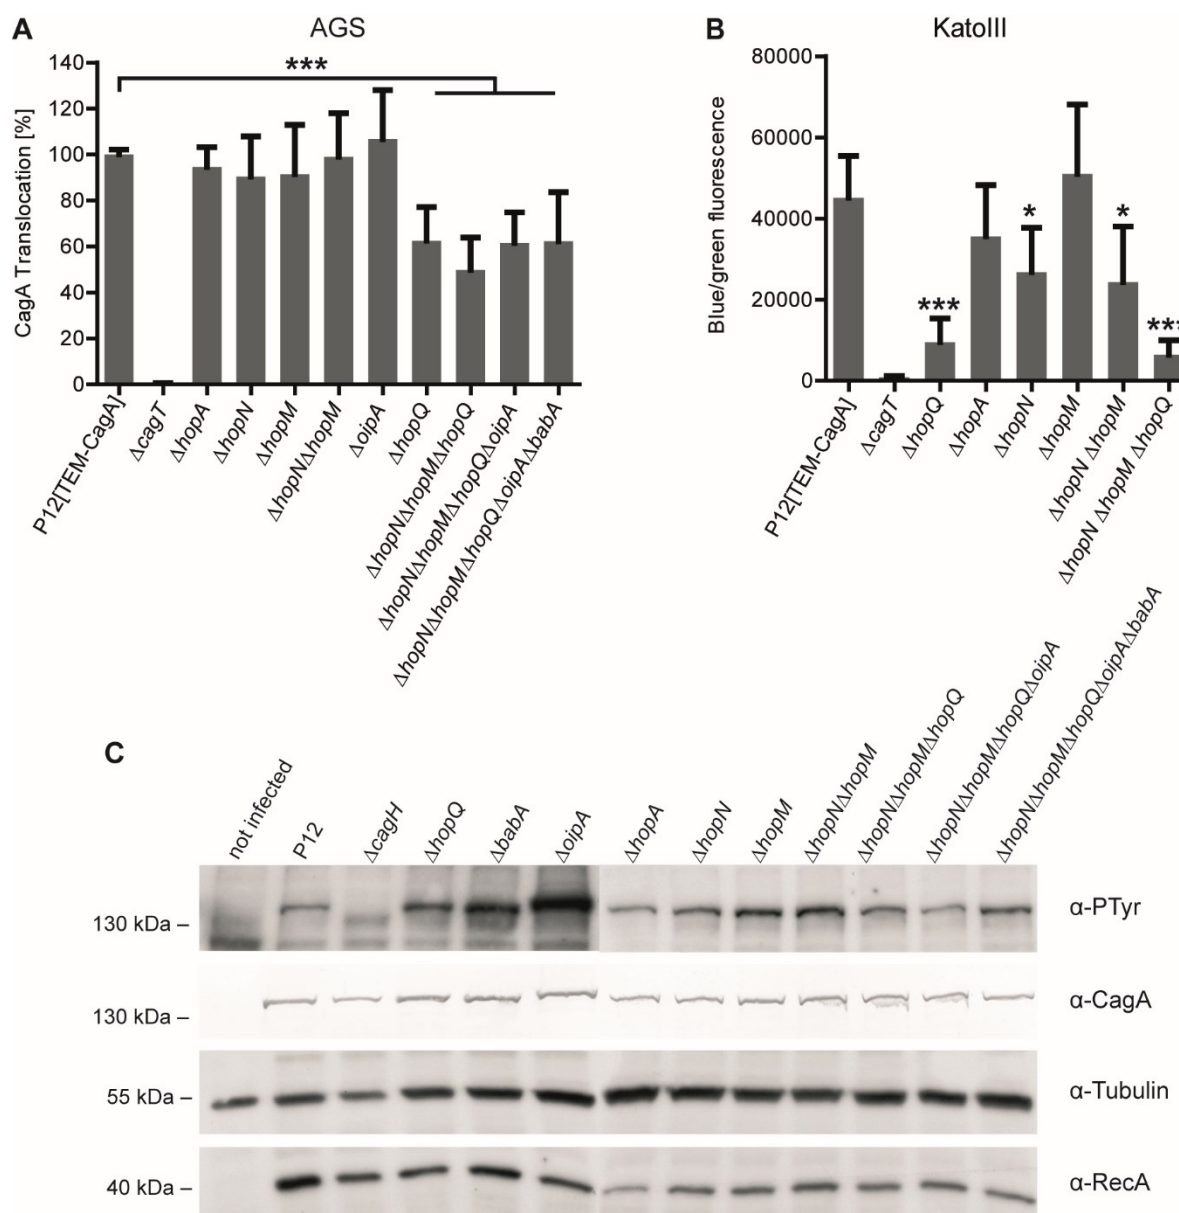 A
AGS
***
CagA Translocation [%]
140
120
100
80
60
40
20
0
P12[TEM-CagA]
ΔcagT
ΔhopA
ΔhopN
ΔhopM
ΔhopNΔhopM
ΔoipA
ΔhopQ
ΔhopNΔhopMΔhopQ
ΔhopNΔhopMΔhopQΔoipA
ΔhopNΔhopMΔhopQΔoipAΔbabA
B
KatoIII
Blue/green fluorescence
80000
60000
40000
20000
0
***
*
*
***
P12[TEM-CagA]
ΔcagT
ΔhopQ
ΔhopA
ΔhopN
ΔhopM
ΔhopN ΔhopM
ΔhopN ΔhopM ΔhopQ
C
not infected
P12
ΔcagH
ΔhopQ
ΔbabA
ΔoipA
ΔhopA
ΔhopN
ΔhopM
ΔhopNΔhopM
ΔhopNΔhopMΔhopQ
ΔhopNΔhopMΔhopQΔoipA
ΔhopNΔhopMΔhopQΔoipAΔbabA
130 kDa –
α-PTyr
130 kDa –
α-CagA
55 kDa –
α-Tubulin
40 kDa –
α-RecA